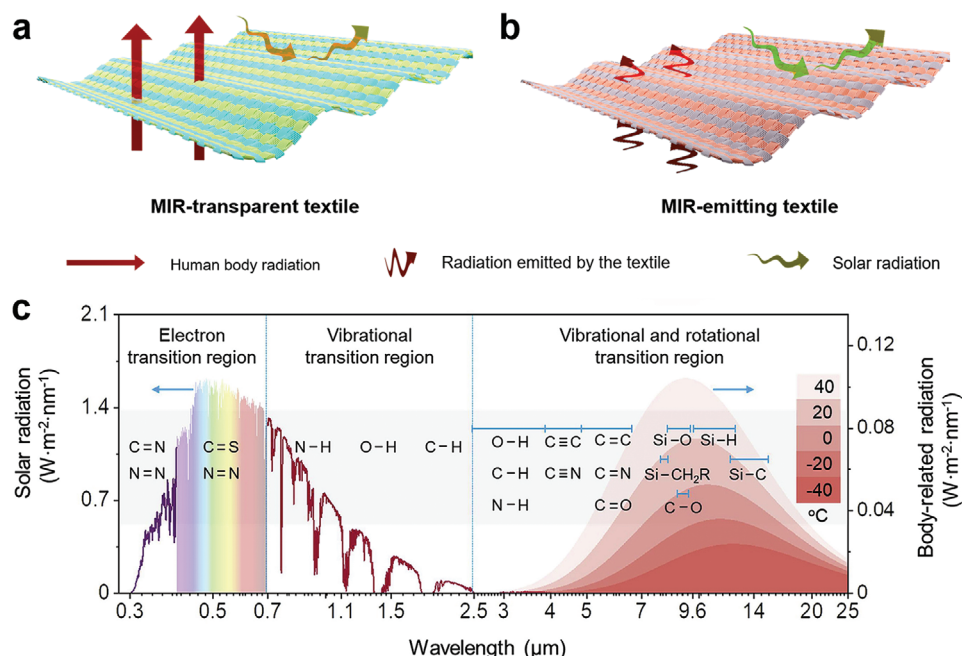 a
b
MIR-transparent textile
MIR-emitting textile
Human body radiation
Radiation emitted by the textile
Solar radiation
c
Electron
transition region
Vibrational
transition region
Vibrational and rotational
transition region
Solar radiation
(W·m⁻²·nm⁻¹)
2.1
1.4
0.7
0
C=N
C=S
N=N
N=N
N–H
O–H
C–H
O–H
C≡C
C=C
Si–O
Si–H
C–H
C≡N
C=N
Si–CH₂R
Si–C
N–H
C=O
C–O
40
20
0
-20
-40
°C
0.12
0.08
0.04
0
Body-related radiation
(W·m⁻²·nm⁻¹)
0.3
0.5
0.7
1.1
1.5
2.5
3
4
5
7
9.6
14
20
25
Wavelength (μm)